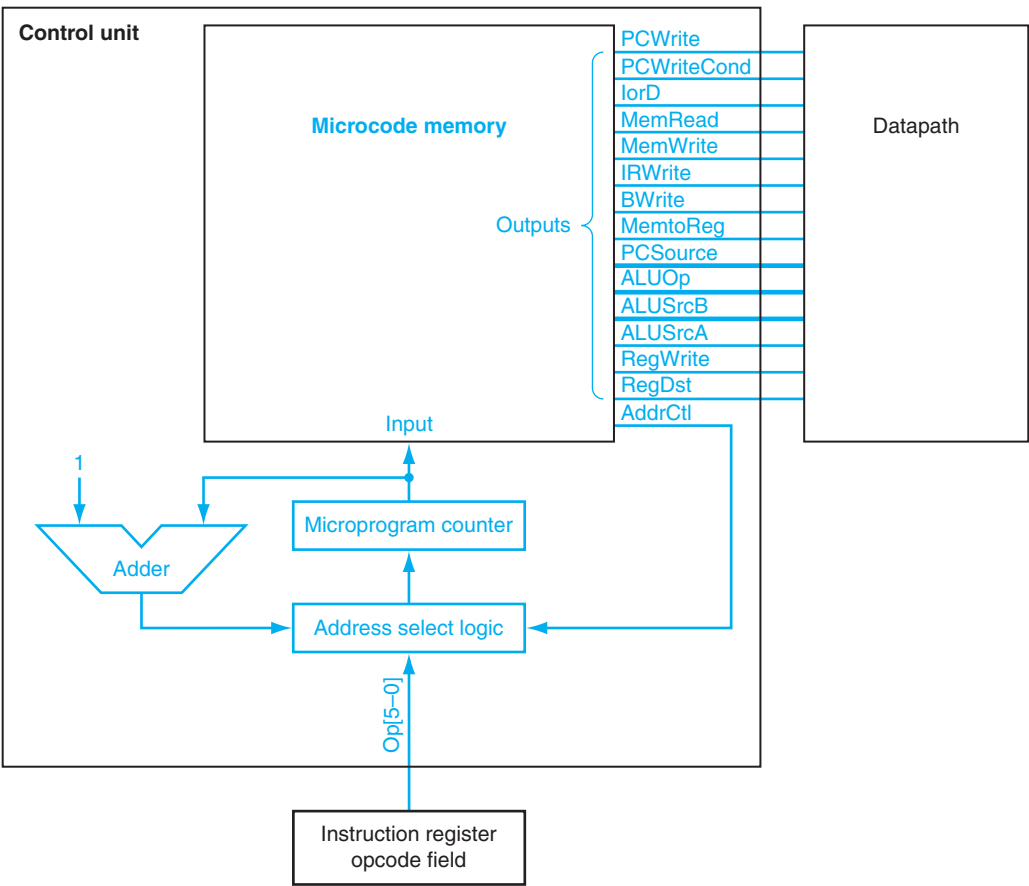 Control unit
Microcode memory
Outputs
Input
PCWrite
PCWriteCond
IorD
MemRead
MemWrite
IRWrite
BWrite
MemtoReg
PCSource
ALUOp
ALUSrcB
ALUSrcA
RegWrite
RegDst
AddrCtl
Datapath
1
Adder
Microprogram counter
Address select logic
Op[5–0]
Instruction register
opcode field